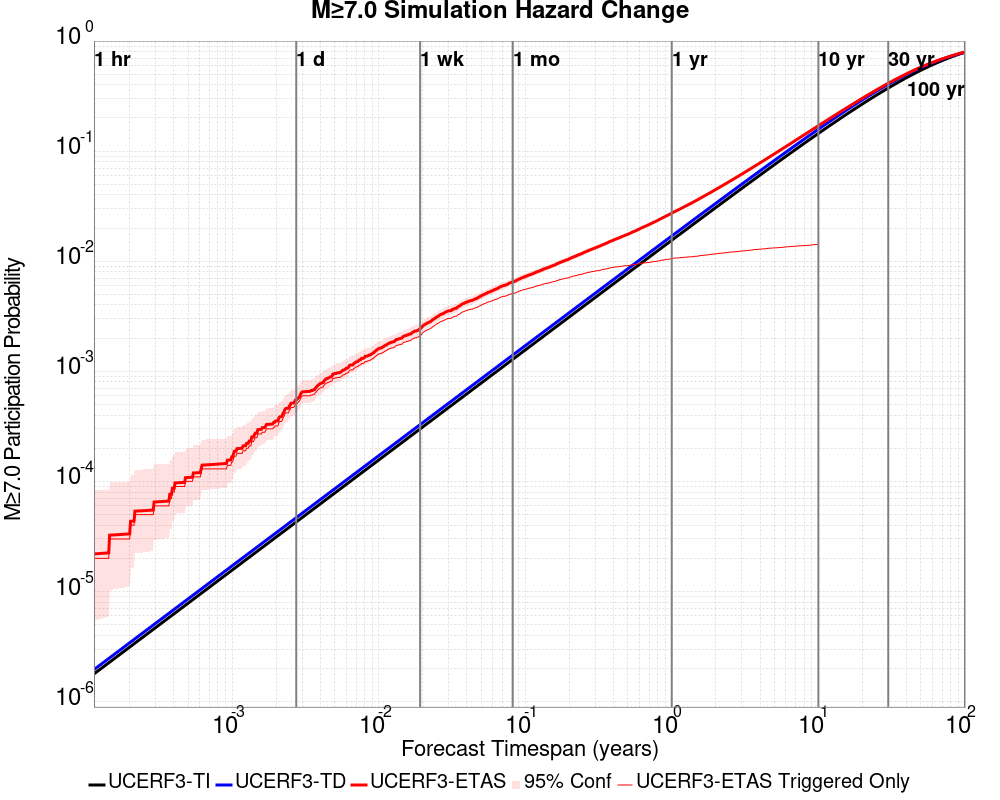 M≥7.0 Simulation Hazard Change
1 hr
1 d
1 wk
1 mo
1 yr
10 yr
30 yr
100 yr
10^0
10^-1
10^-2
10^-3
10^-4
10^-5
10^-6
M≥7.0 Participation Probability
10^-3
10^-2
10^-1
10^0
10^1
10^2
Forecast Timespan (years)
UCERF3-TI UCERF3-TD UCERF3-ETAS 95% Conf UCERF3-ETAS Triggered Only